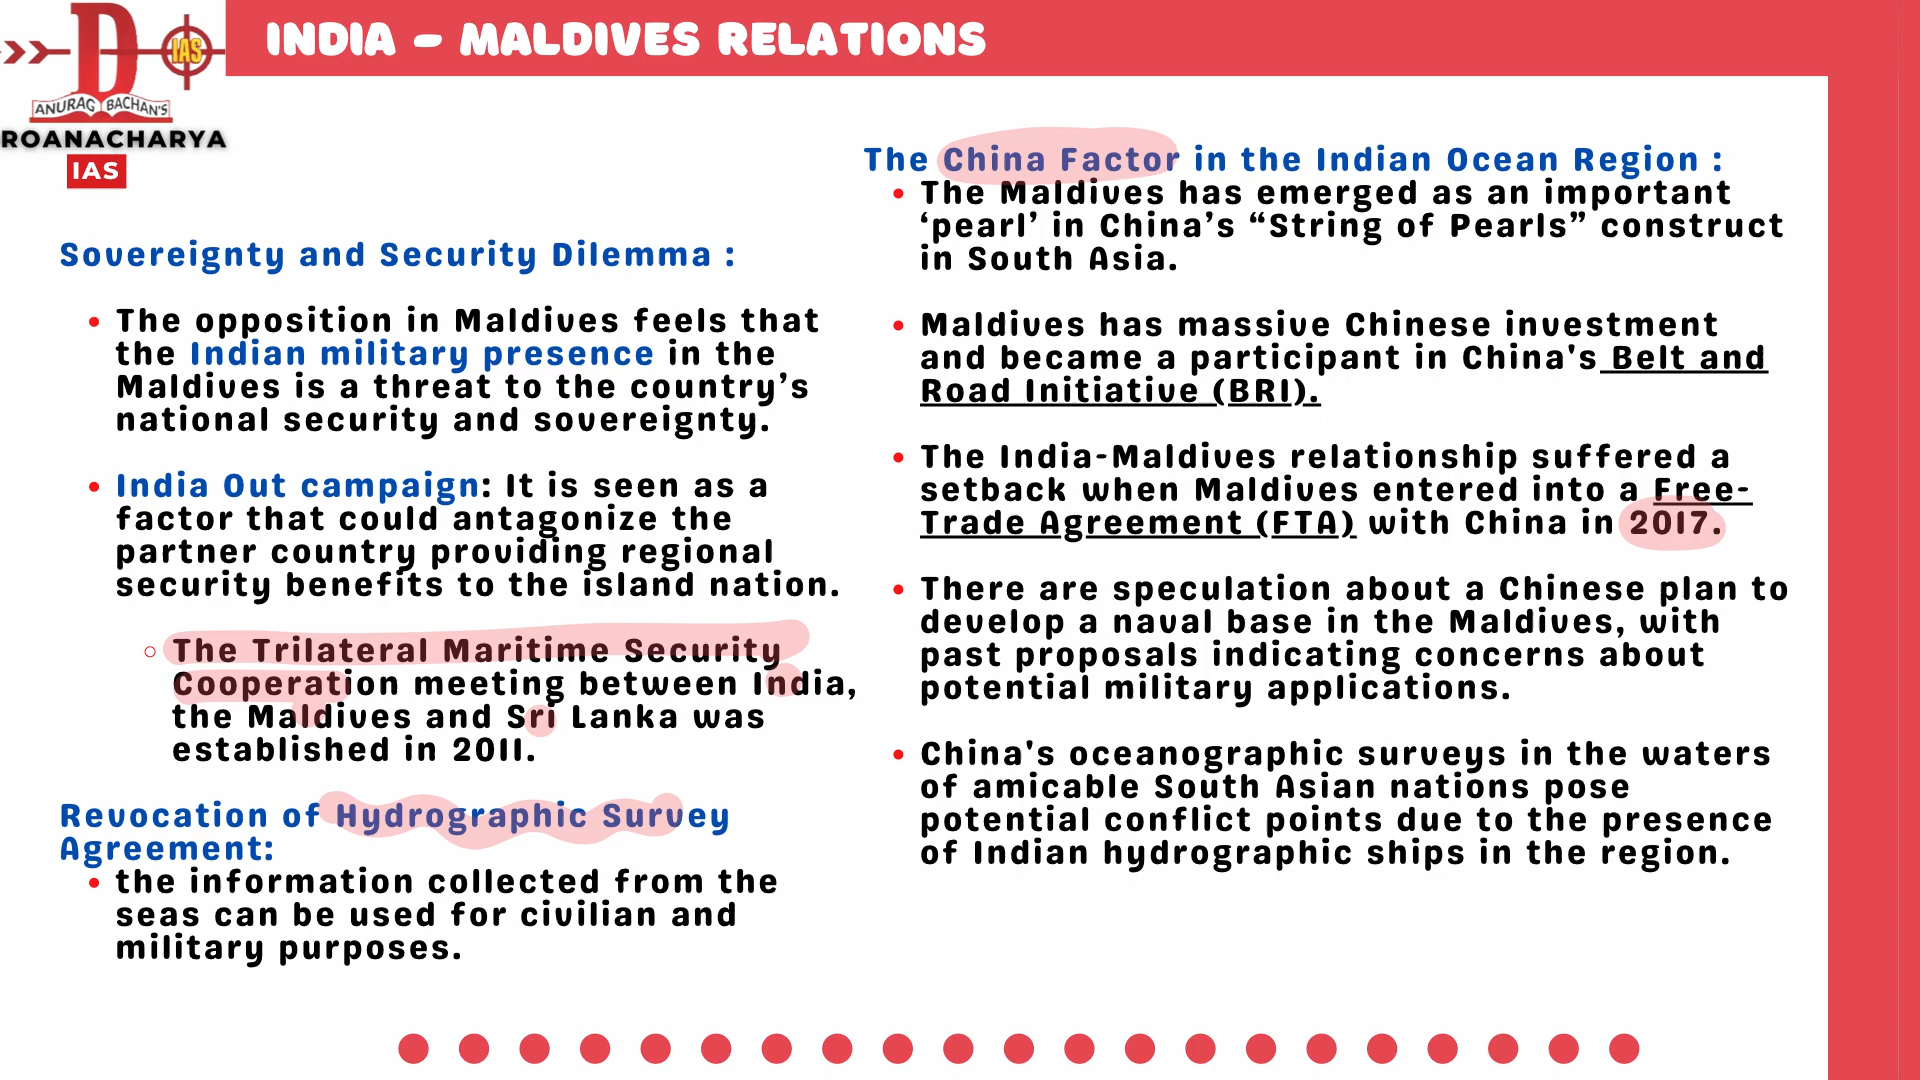 D
IAS
ANURAG BACHAN'S
ROANACHARYA
IAS
INDIA – MALDIVES RELATIONS
Sovereignty and Security Dilemma :
• The opposition in Maldives feels that
the Indian military presence in the
Maldives is a threat to the country’s
national security and sovereignty.
• India Out campaign: It is seen as a
factor that could antagonize the
partner country providing regional
security benefits to the island nation.
◦ The Trilateral Maritime Security
Cooperation meeting between India,
the Maldives and Sri Lanka was
established in 2011.
Revocation of Hydrographic Survey
Agreement:
• the information collected from the
seas can be used for civilian and
military purposes.
The China Factor in the Indian Ocean Region :
• The Maldives has emerged as an important
‘pearl’ in China’s “String of Pearls” construct
in South Asia.
• Maldives has massive Chinese investment
and became a participant in China's Belt and
Road Initiative (BRI).
• The India-Maldives relationship suffered a
setback when Maldives entered into a Free-
Trade Agreement (FTA) with China in 2017.
• There are speculation about a Chinese plan to
develop a naval base in the Maldives, with
past proposals indicating concerns about
potential military applications.
• China's oceanographic surveys in the waters
of amicable South Asian nations pose
potential conflict points due to the presence
of Indian hydrographic ships in the region.